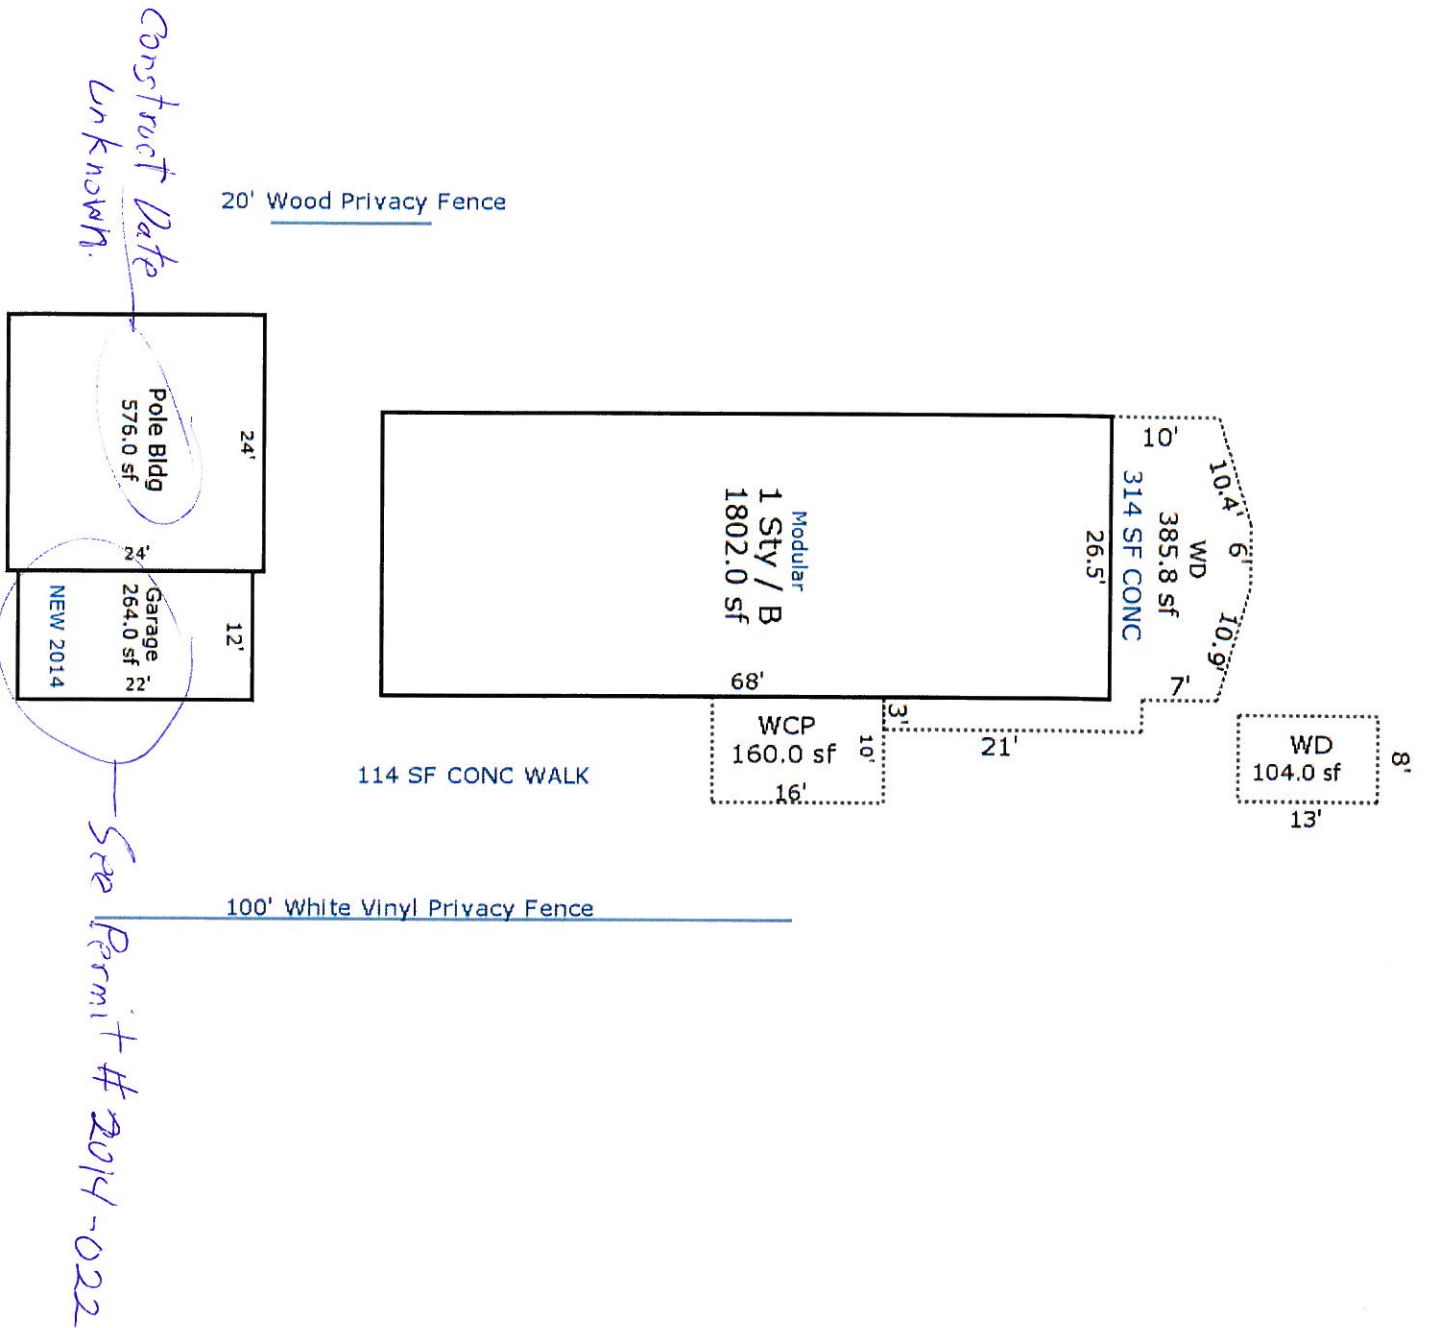 Construct Date
unknown.
20' Wood Privacy Fence
24'
Pole Bldg
576.0 sf
24'
12'
Garage
264.0 sf
22'
NEW 2014
Modular
1 Sty / B
1802.0 sf
68'
26.5'
10'
10.4'
6'
10.9'
7'
WD
385.8 sf
314 SF CONC
3'
21'
WCP
160.0 sf
10'
16'
WD
104.0 sf
8'
13'
114 SF CONC WALK
100' White Vinyl Privacy Fence
See Permit # 2014-022